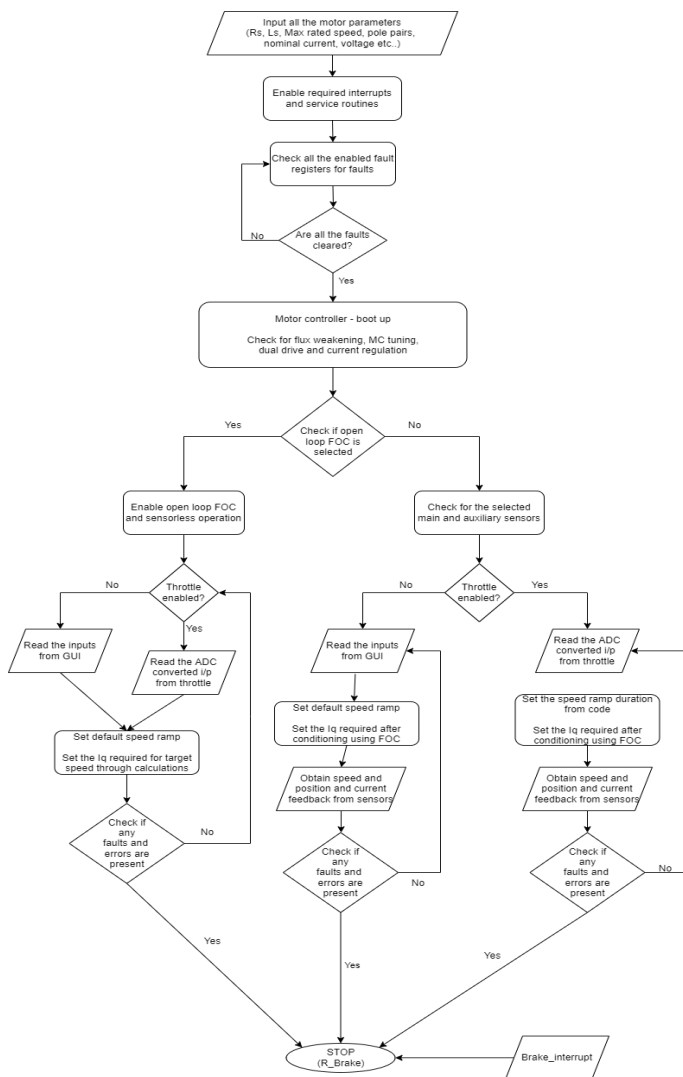 Input all the motor parameters
(Rs, Ls, Max rated speed, pole pairs,
nominal current, voltage etc..)
Enable required interrupts
and service routines
Check all the enabled fault
registers for faults
No
Are all the faults
cleared?
Yes
Motor controller - boot up
Check for flux weakening, MC tuning,
dual drive and current regulation
Yes
Check if open
loop FOC is
selected
No
Enable open loop FOC
and sensorless operation
Check for the selected
main and auxiliary sensors
No
Throttle
enabled?
Yes
No
Throttle
enabled?
Yes
Read the inputs
from GUI
Read the ADC
converted i/p
from throttle
Read the inputs
from GUI
Read the ADC
converted i/p
from throttle
Set default speed ramp
Set the Iq required for target
speed through calculations
Set default speed ramp
Set the Iq required after
conditioning using FOC
Set the speed ramp duration
from code
Set the Iq required after
conditioning using FOC
Obtain speed and
position and current
feedback from sensors
Obtain speed and
position and current
feedback from sensors
Check if
any
faults and
errors are
present
No
Check if
any
faults and
errors are
present
No
Check if
any
faults and
errors are
present
No
Yes
Yes
Yes
STOP
(R_Brake)
Brake_interrupt